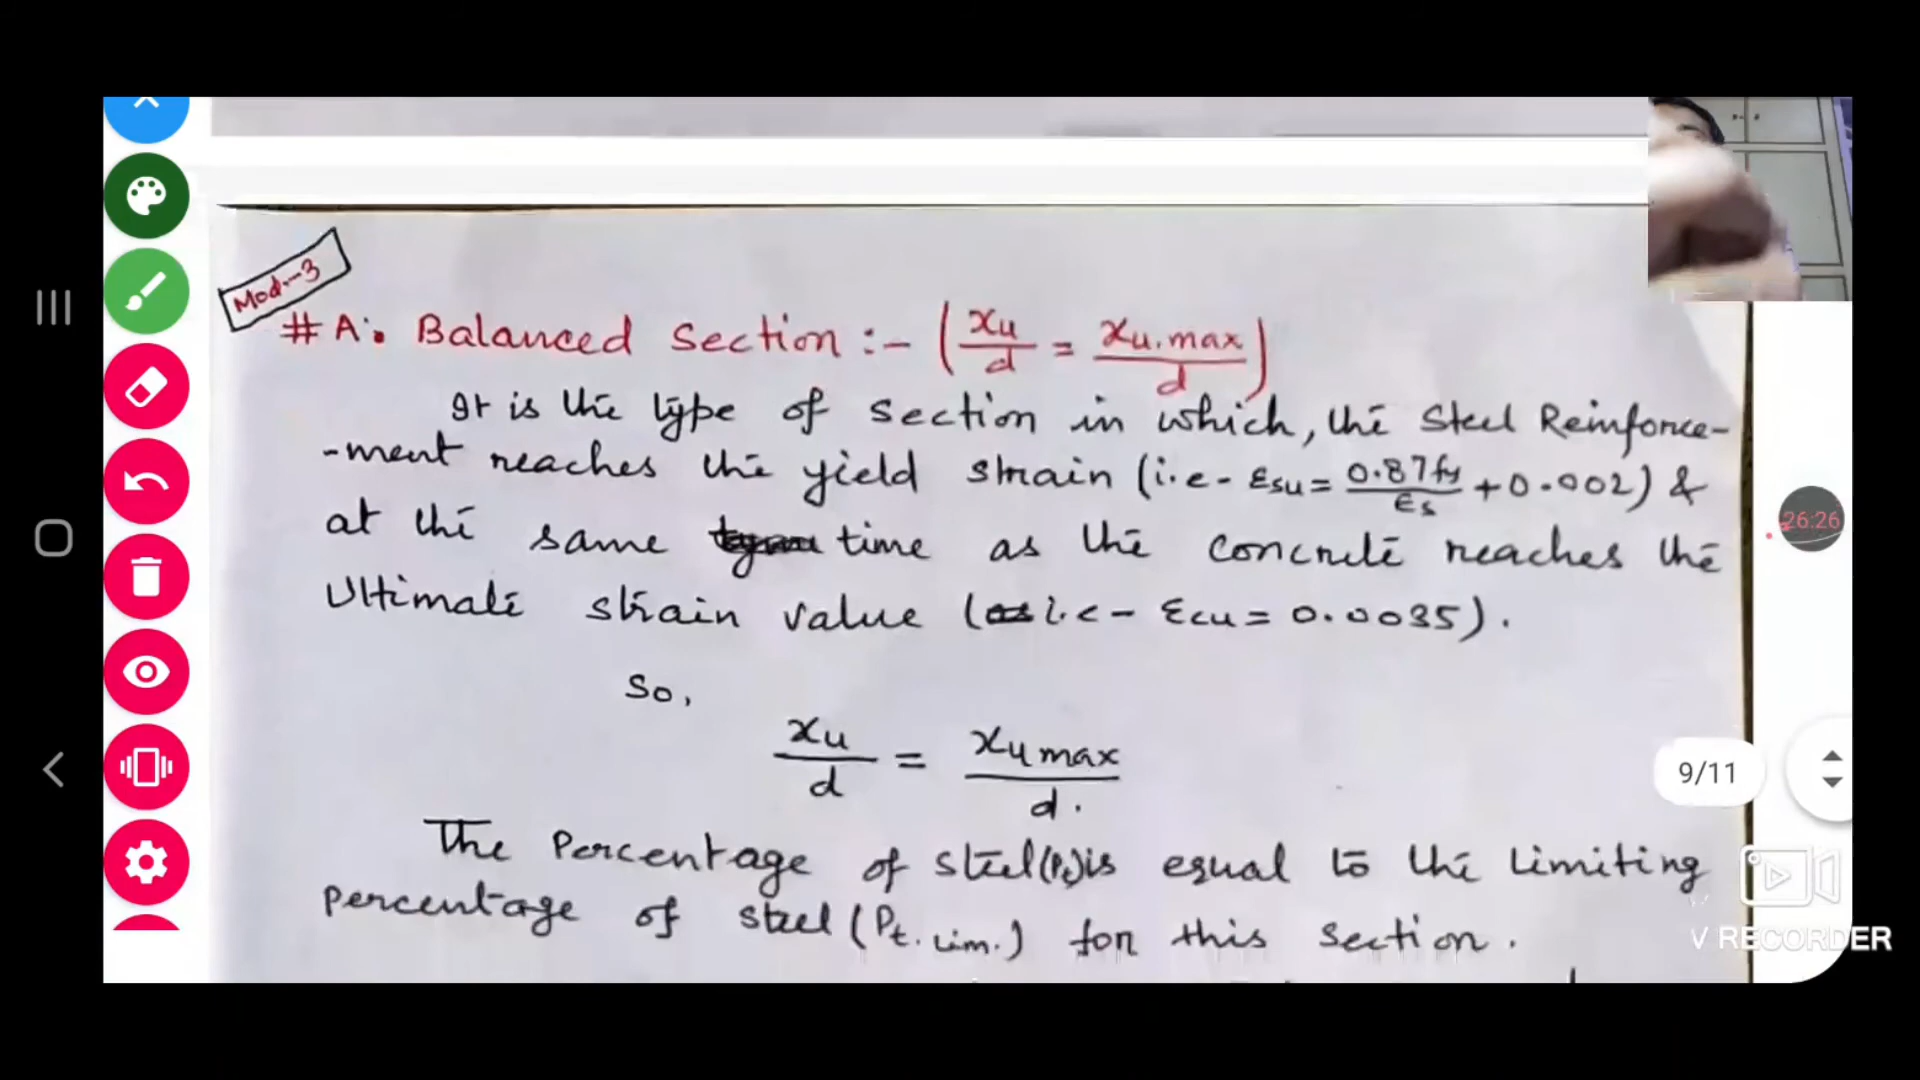 Mod.-3
#A:. Balanced Section :- (xu/d = xu.max/d)
It is the type of section in which, the Steel Reinforce-
-ment reaches the yield strain (i.e- εsu = 0.87fy/Es + 0.002) &
at the same time as the concrete reaches the
Ultimate strain value (i.e - εcu = 0.0035).
So,
xu/d = xu max/d.
The Percentage of steel (Pt) is equal to the Limiting
percentage of steel (Pt. Lim.) for this section.
26:26
9/11
V RECORDER